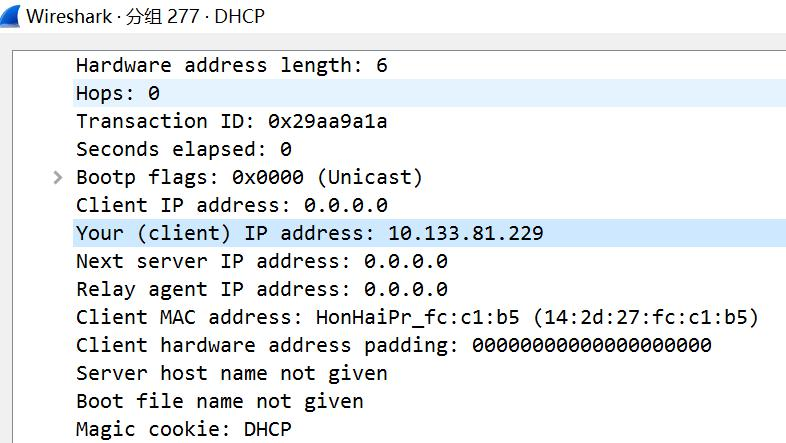 Wireshark · 分组 277 · DHCP
Hardware address length: 6
Hops: 0
Transaction ID: 0x29aa9a1a
Seconds elapsed: 0
Bootp flags: 0x0000 (Unicast)
Client IP address: 0.0.0.0
Your (client) IP address: 10.133.81.229
Next server IP address: 0.0.0.0
Relay agent IP address: 0.0.0.0
Client MAC address: HonHaiPr_fc:c1:b5 (14:2d:27:fc:c1:b5)
Client hardware address padding: 00000000000000000000
Server host name not given
Boot file name not given
Magic cookie: DHCP